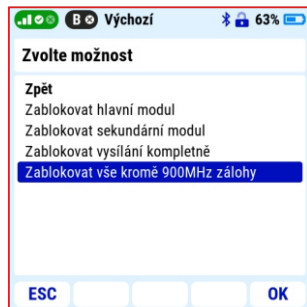 B Výchozí 63%
Zvolte možnost
Zpět
Zablokovat hlavní modul
Zablokovat sekundární modul
Zablokovat vysílání kompletně
Zablokovat vše kromě 900MHz zálohy
ESC OK